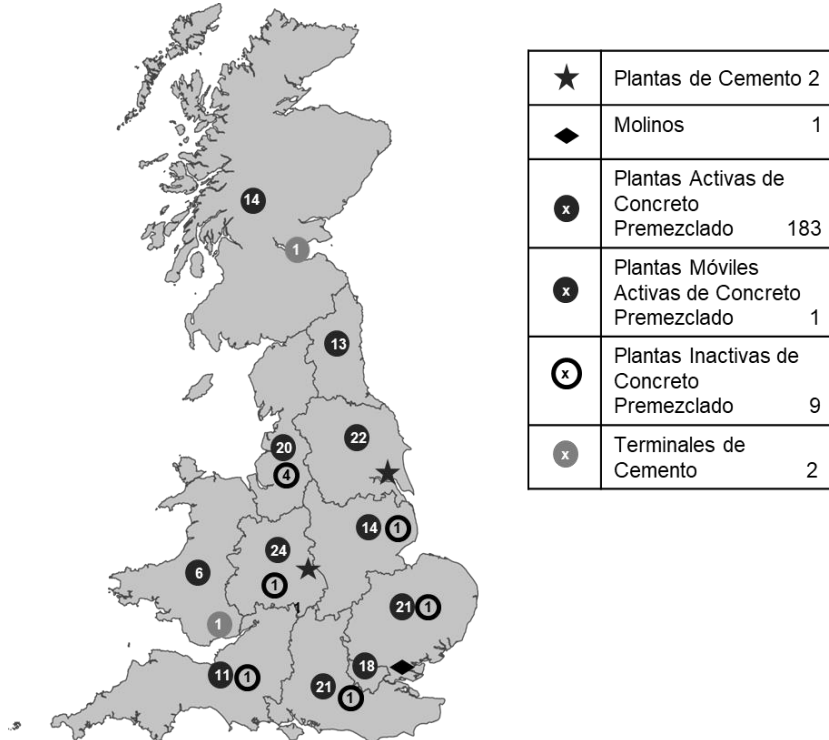 Plantas de Cemento 2
Molinos 1
x
Plantas Activas de
Concreto
Premezclado 183
x
Plantas Móviles
Activas de Concreto
Premezclado 1
x
Plantas Inactivas de
Concreto
Premezclado 9
x
Terminales de
Cemento 2
14
1
13
22
20
4
14 1
24
6
1
21 1
1
18
11 1
21
1